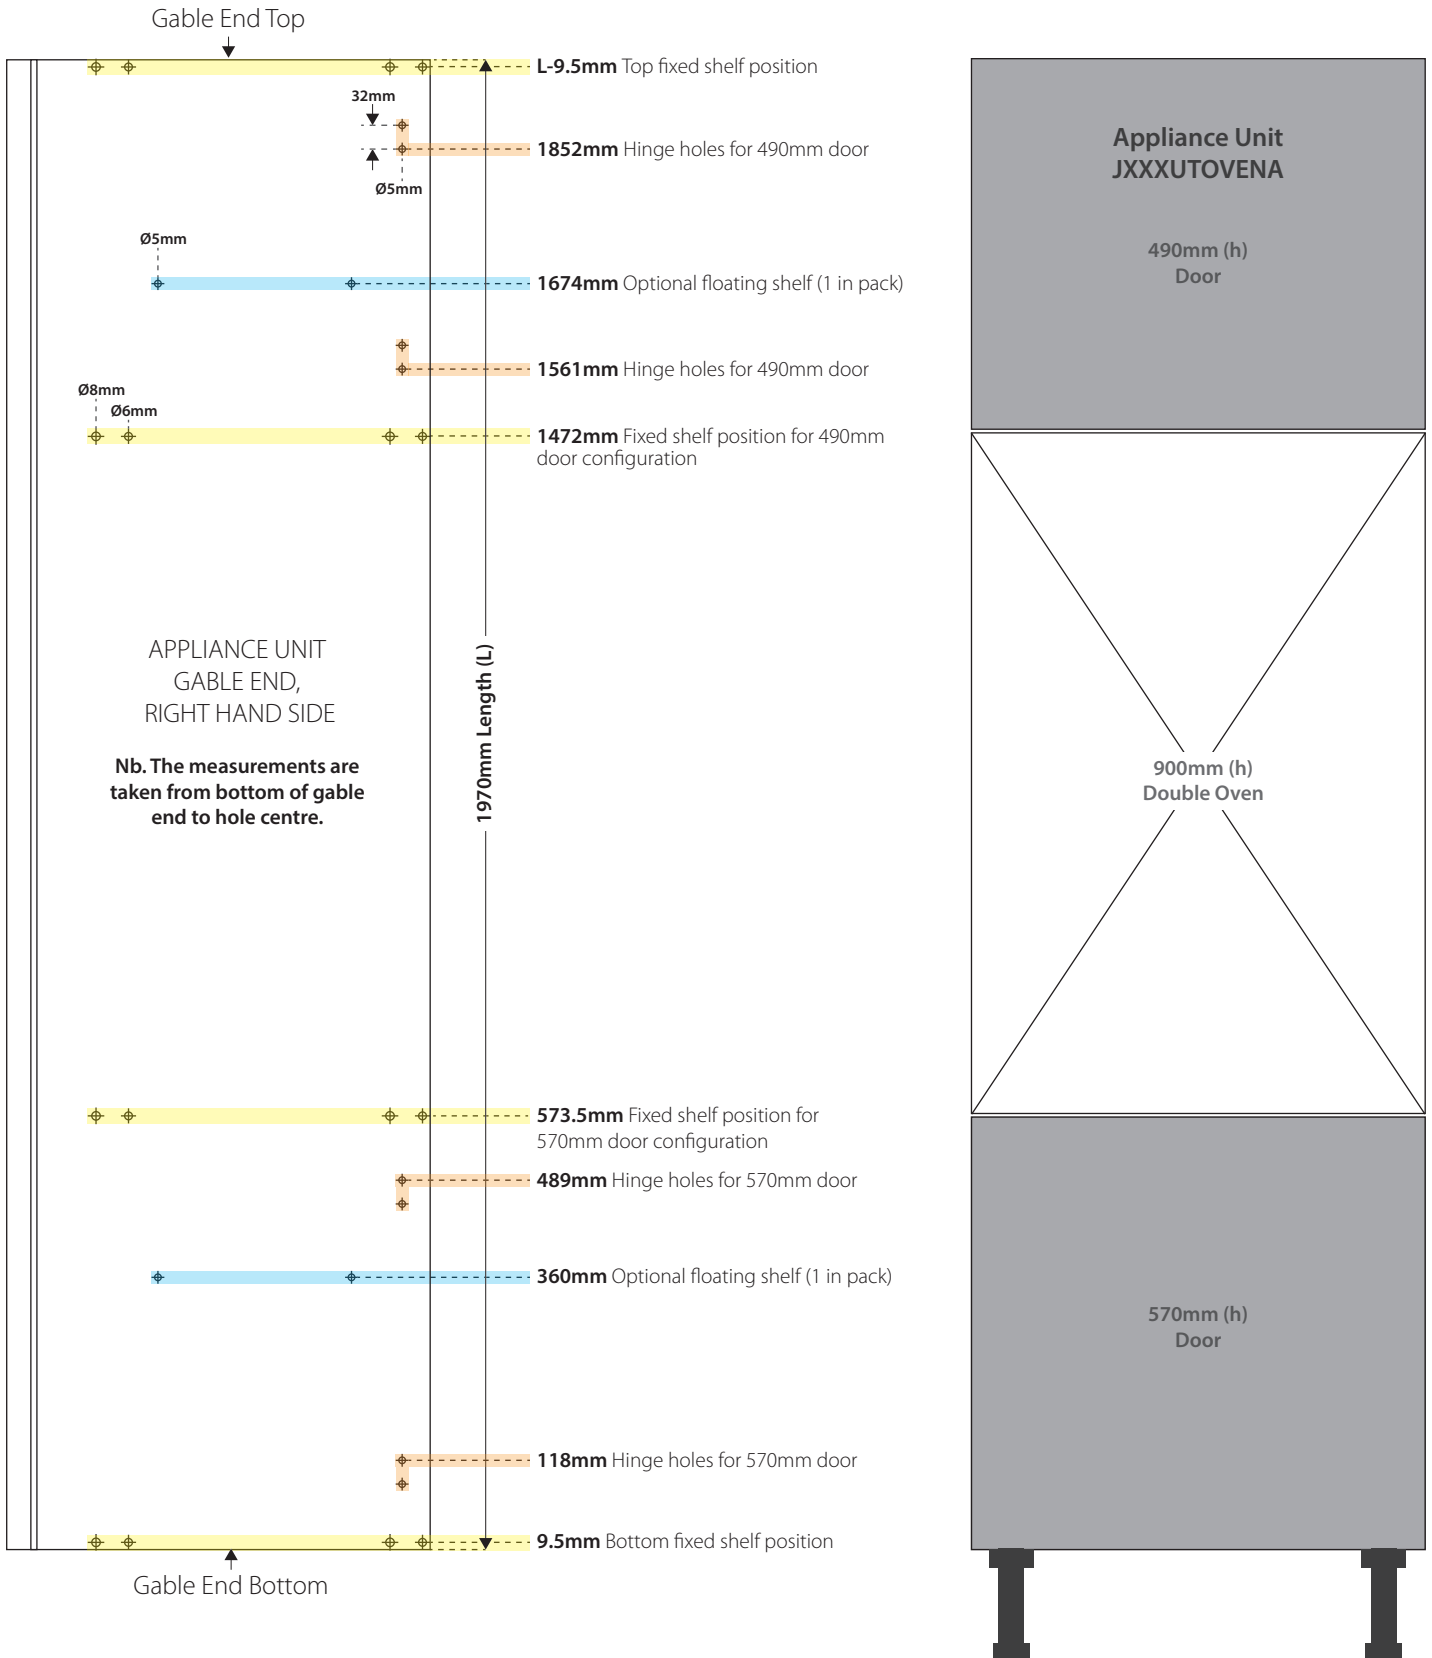 Gable End Top
L-9.5mm Top fixed shelf position
32mm
1852mm Hinge holes for 490mm door
Ø5mm
Ø5mm
1674mm Optional floating shelf (1 in pack)
1561mm Hinge holes for 490mm door
Ø8mm
Ø6mm
1472mm Fixed shelf position for 490mm
door configuration
APPLIANCE UNIT
GABLE END,
RIGHT HAND SIDE
Nb. The measurements are
taken from bottom of gable
end to hole centre.
1970mm Length (L)
573.5mm Fixed shelf position for
570mm door configuration
489mm Hinge holes for 570mm door
360mm Optional floating shelf (1 in pack)
118mm Hinge holes for 570mm door
9.5mm Bottom fixed shelf position
Gable End Bottom
Appliance Unit
JXXXUTOVENA
490mm (h)
Door
900mm (h)
Double Oven
570mm (h)
Door